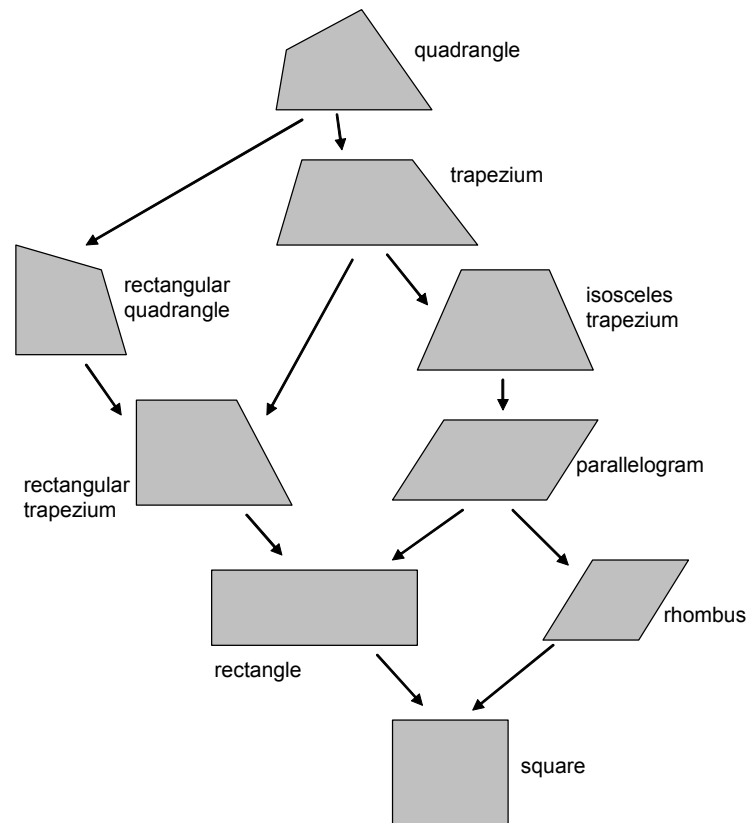 quadrangle
trapezium
rectangular
quadrangle
isosceles
trapezium
parallelogram
rectangular
trapezium
rhombus
rectangle
square